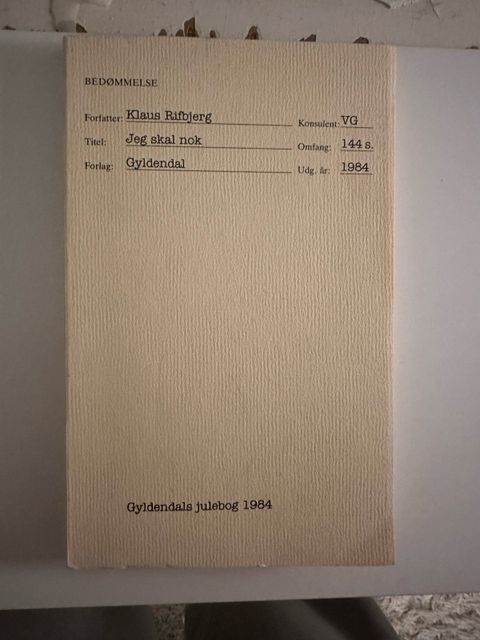 BEDØMMELSE
Forfatter: Klaus Rifbjerg Konsulent: VG
Titel: Jeg skal nok Omfang: 144 s.
Forlag: Gyldendal Udg. år: 1984
Gyldendals julebog 1984